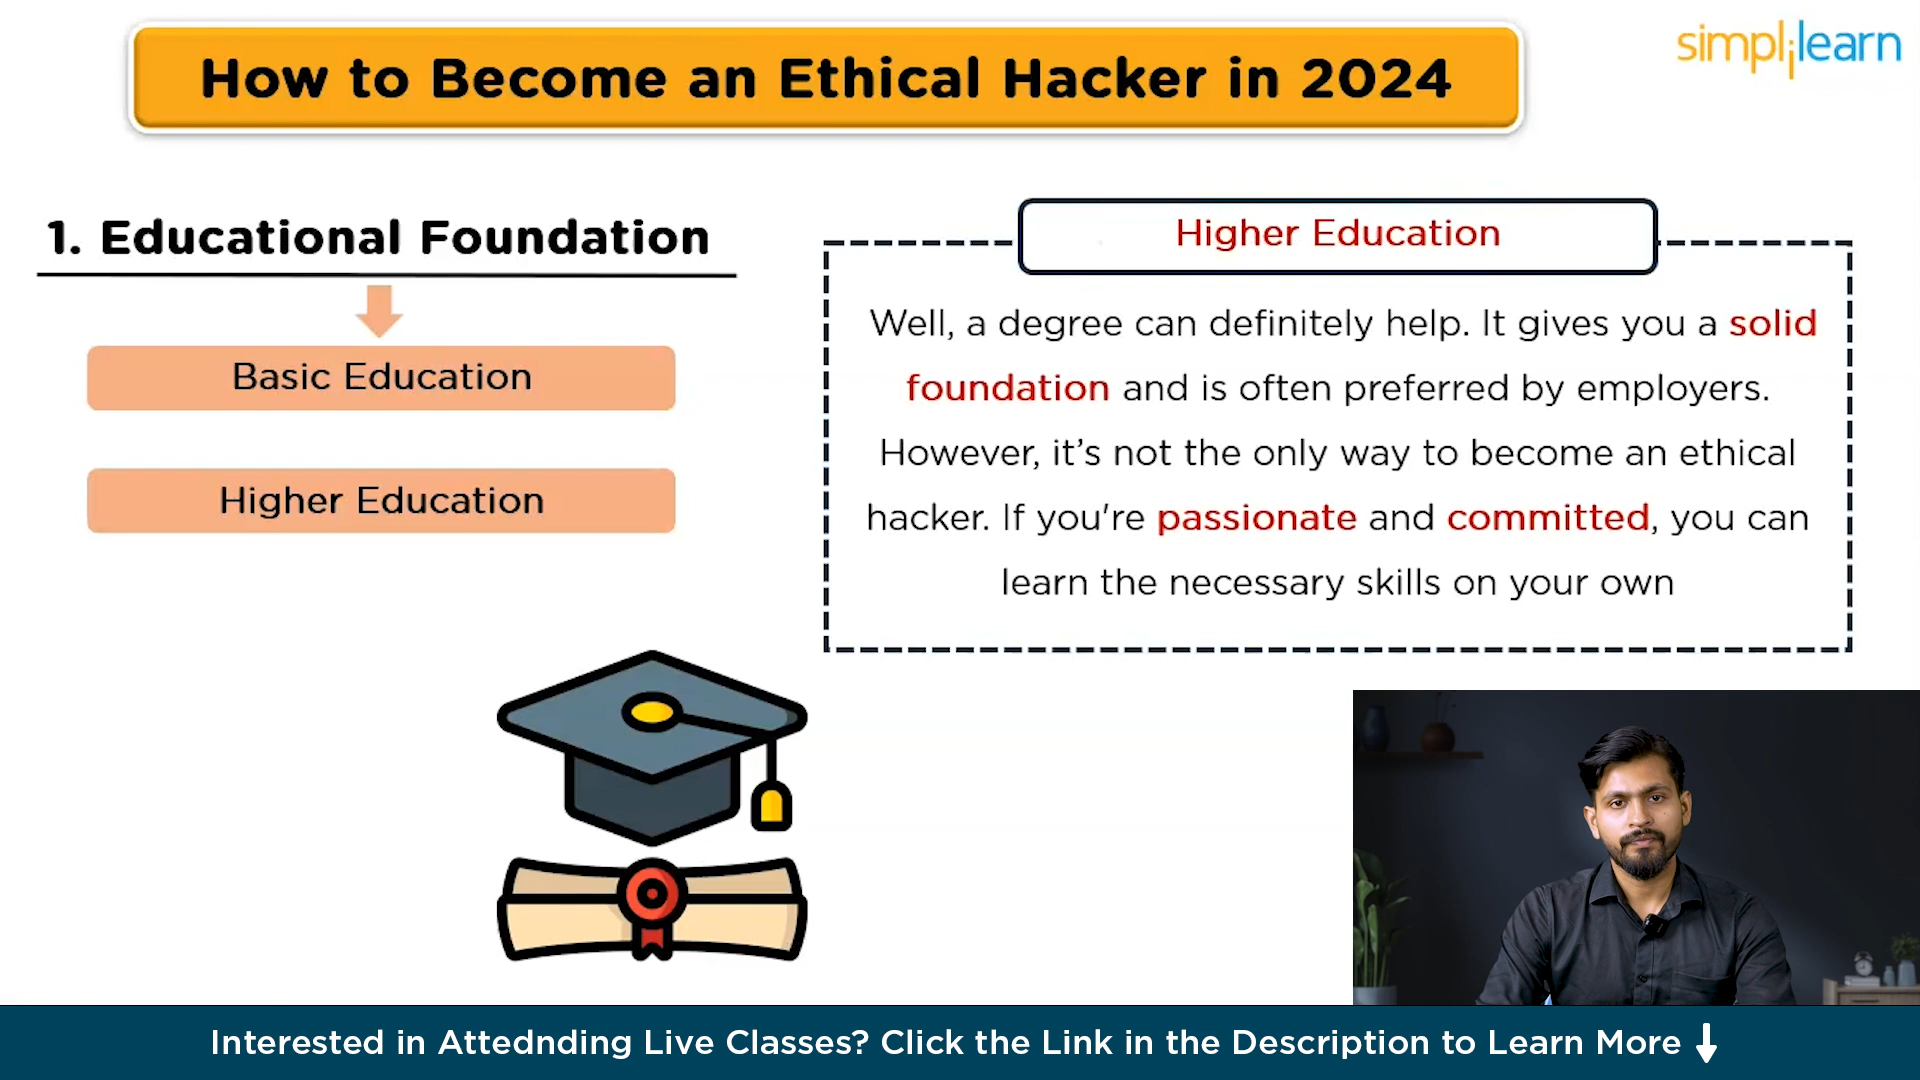 How to Become an Ethical Hacker in 2024
simplilearn
1. Educational Foundation
Basic Education
Higher Education
Higher Education
Well, a degree can definitely help. It gives you a solid
foundation and is often preferred by employers.
However, it’s not the only way to become an ethical
hacker. If you're passionate and committed, you can
learn the necessary skills on your own
Interested in Attednding Live Classes? Click the Link in the Description to Learn More